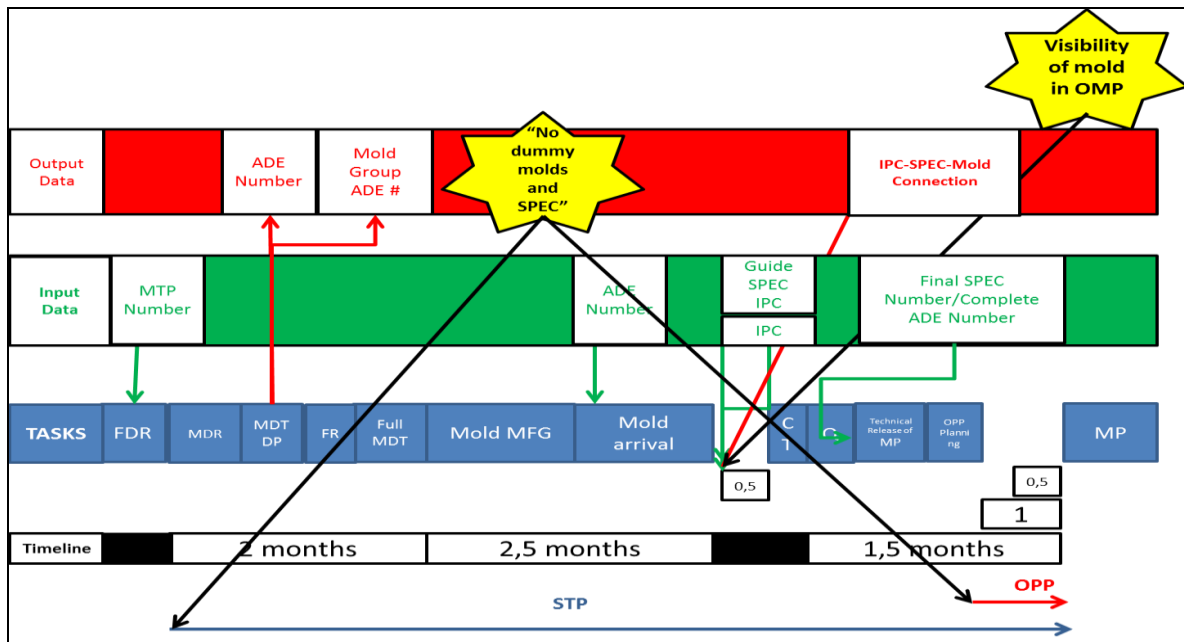 Visibility
of mold
in OMP
"No
dummy
molds
and
SPEC"
Output
Data
ADE
Number
Mold
Group
ADE #
IPC-SPEC-Mold
Connection
Input
Data
MTP
Number
ADE
Number
Guide
SPEC
IPC
IPC
Final SPEC
Number/Complete
ADE Number
TASKS
FDR
MDR
MDT
DP
FR
Full
MDT
Mold MFG
Mold
arrival
C
T
Technical
Release of
MP
OPP
Planni
ng
MP
0,5
0,5
1
Timeline
2 months
2,5 months
1,5 months
STP
OPP